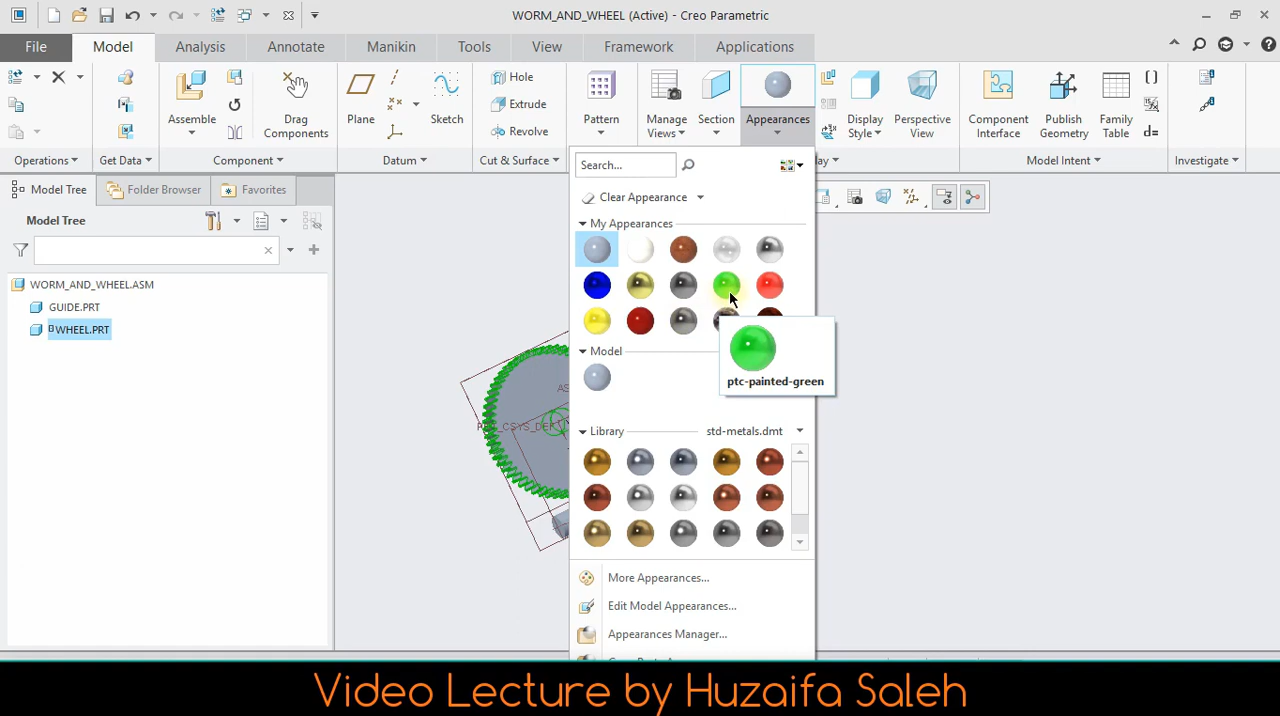 WORM_AND_WHEEL (Active) - Creo Parametric
File Model Analysis Annotate Manikin Tools View Framework Applications
Operations Get Data
Assemble
Drag Components
Component
Plane
Sketch
Datum
Hole
Extrude
Revolve
Cut & Surface
Pattern
Manage Views
Section
Appearances
Display Style
Perspective View
Component Interface
Publish Geometry
Family Table
d=
Model Intent
Investigate
Model Tree Folder Browser Favorites
Model Tree
WORM_AND_WHEEL.ASM
GUIDE.PRT
WHEEL.PRT
Search...
Clear Appearance
My Appearances
ptc-painted-green
Model
Library std-metals.dmt
More Appearances...
Edit Model Appearances...
Appearances Manager...
Video Lecture by Huzaifa Saleh